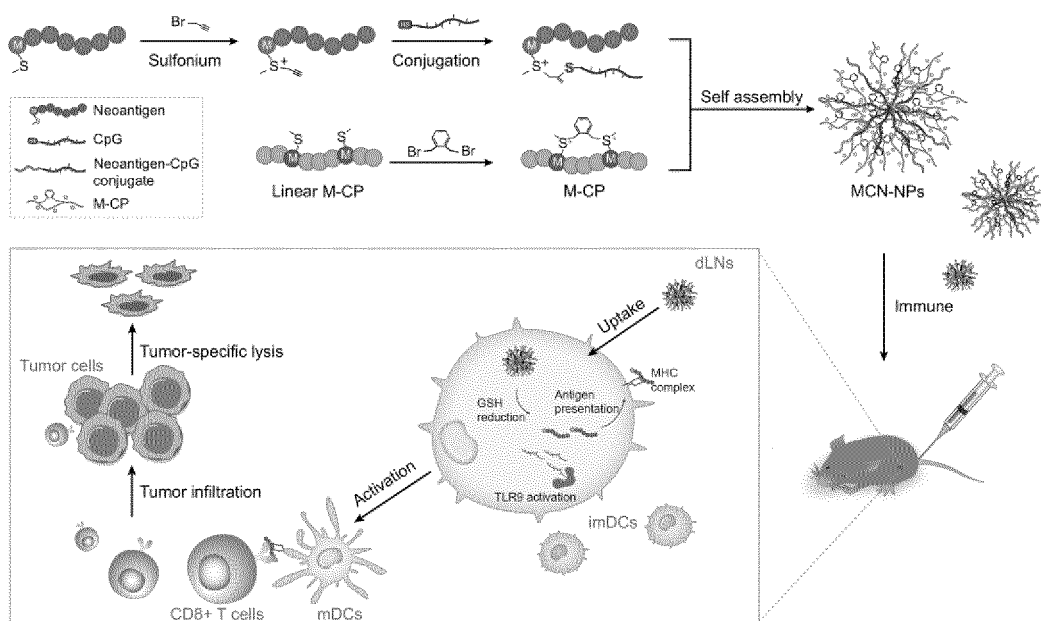 Br
Sulfonium
Conjugation
M
S
M
S+
M
S+
S
Self assembly
Neoantigen
CpG
Neoantigen-CpG
conjugate
M-CP
S
S
M
M
Br
Br
S
S
M
M
Linear M-CP
M-CP
MCN-NPs
Immune
dLNs
Uptake
MHC
complex
GSH
reduction
Antigen
presentation
TLR9 activation
Tumor-specific lysis
Tumor cells
Tumor infiltration
Activation
imDCs
CD8+ T cells
mDCs